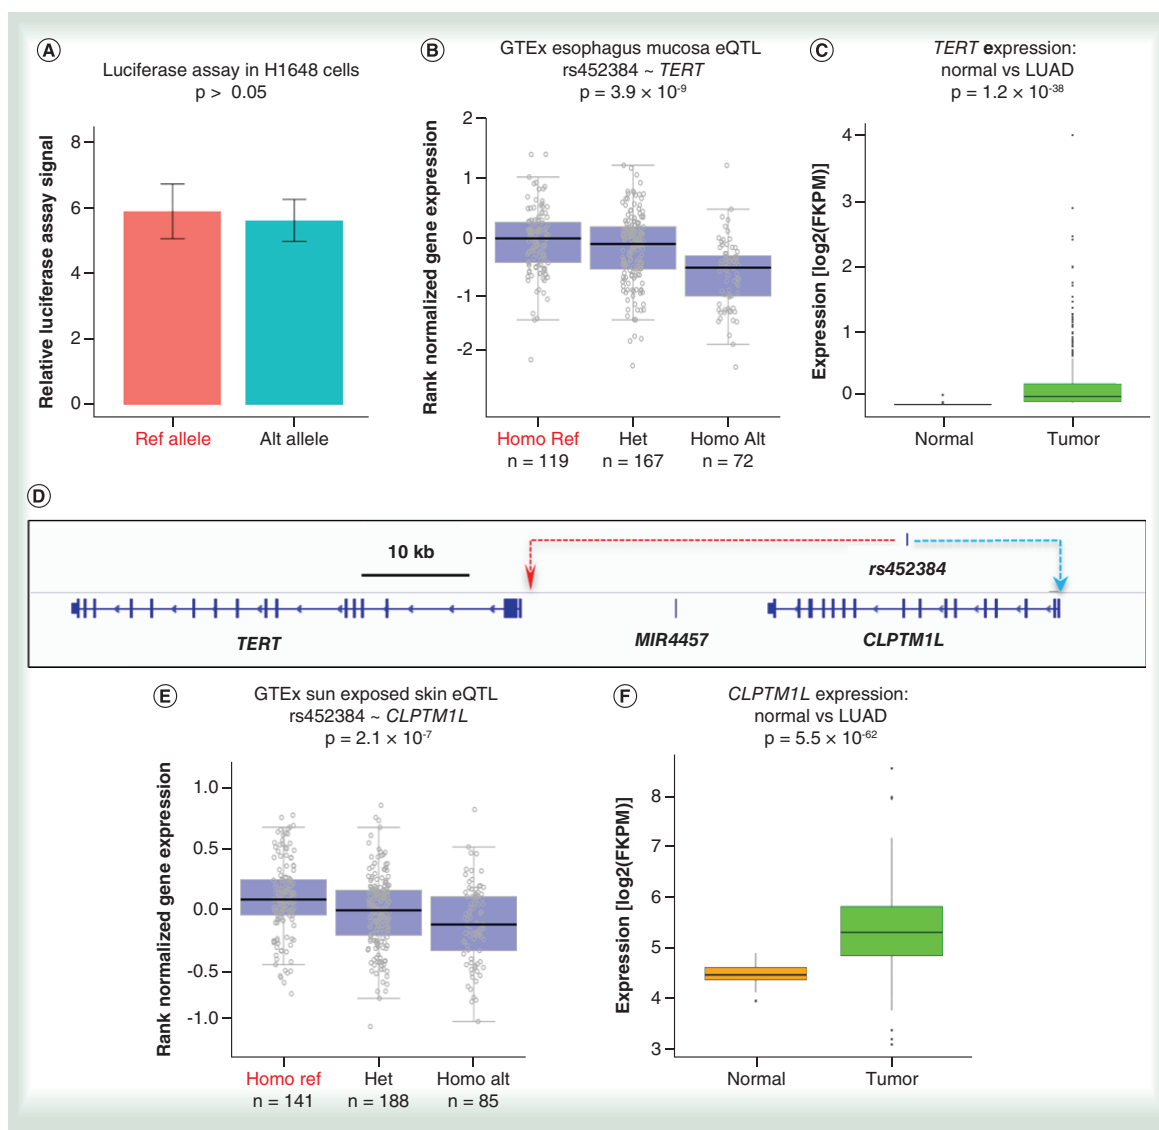 A
Luciferase assay in H1648 cells
p > 0.05
Relative luciferase assay signal
8
6
4
2
0
Ref allele
Alt allele
B
GTEx esophagus mucosa eQTL
rs452384 ~ TERT
p = 3.9 × 10-9
Rank normalized gene expression
2
1
0
-1
-2
Homo Ref
Het
Homo Alt
n = 119
n = 167
n = 72
C
TERT expression:
normal vs LUAD
p = 1.2 × 10-38
Expression [log2(FKPM)]
4
3
2
1
0
Normal
Tumor
D
10 kb
rs452384
TERT
MIR4457
CLPTM1L
E
GTEx sun exposed skin eQTL
rs452384 ~ CLPTM1L
p = 2.1 × 10-7
Rank normalized gene expression
1.0
0.5
0.0
-0.5
-1.0
Homo ref
Het
Homo alt
n = 141
n = 188
n = 85
F
CLPTM1L expression:
normal vs LUAD
p = 5.5 × 10-62
Expression [log2(FKPM)]
8
7
6
5
4
3
Normal
Tumor